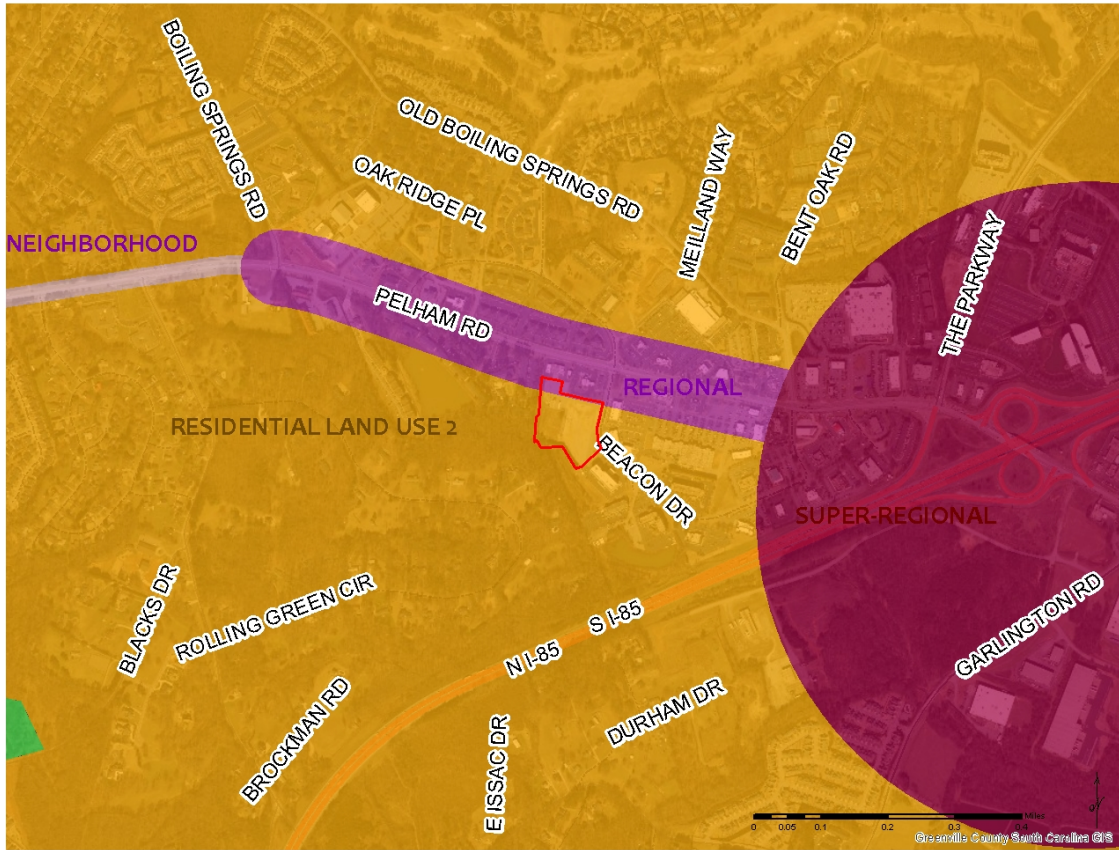 BOILING SPRINGS RD
OLD BOILING SPRINGS RD
OAK RIDGE PL
MEILLAND WAY
BENT OAK RD
THE PARKWAY
NEIGHBORHOOD
PELHAM RD
REGIONAL
RESIDENTIAL LAND USE 2
BEACON DR
SUPER-REGIONAL
BLACKS DR
ROLLING GREEN CIR
S I-85
N I-85
GARLINGTON RD
BROCKMAN RD
E ISSAC DR
DURHAM DR
Miles
0 0.05 0.1 0.2 0.3 0.4
Greenville County South Carolina GIS